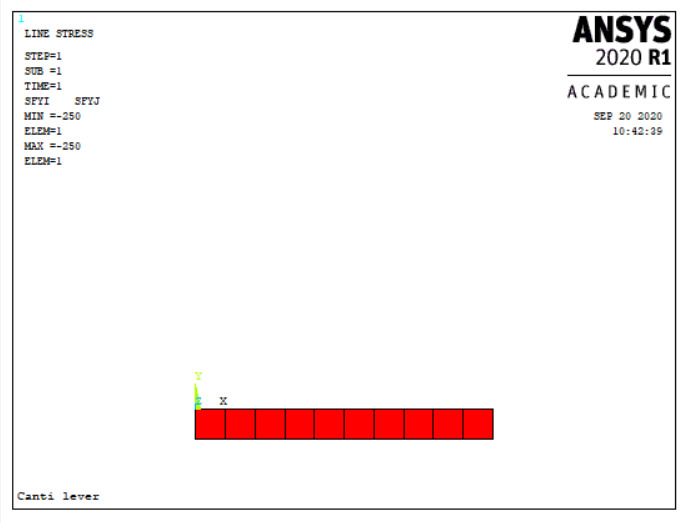 1
LINE STRESS
STEP=1
SUB =1
TIME=1
SFYI SFYJ
MIN =-250
ELEM=1
MAX =-250
ELEM=1
ANSYS
2020 R1
ACADEMIC
SEP 20 2020
10:42:39
Y
Z X
Canti lever